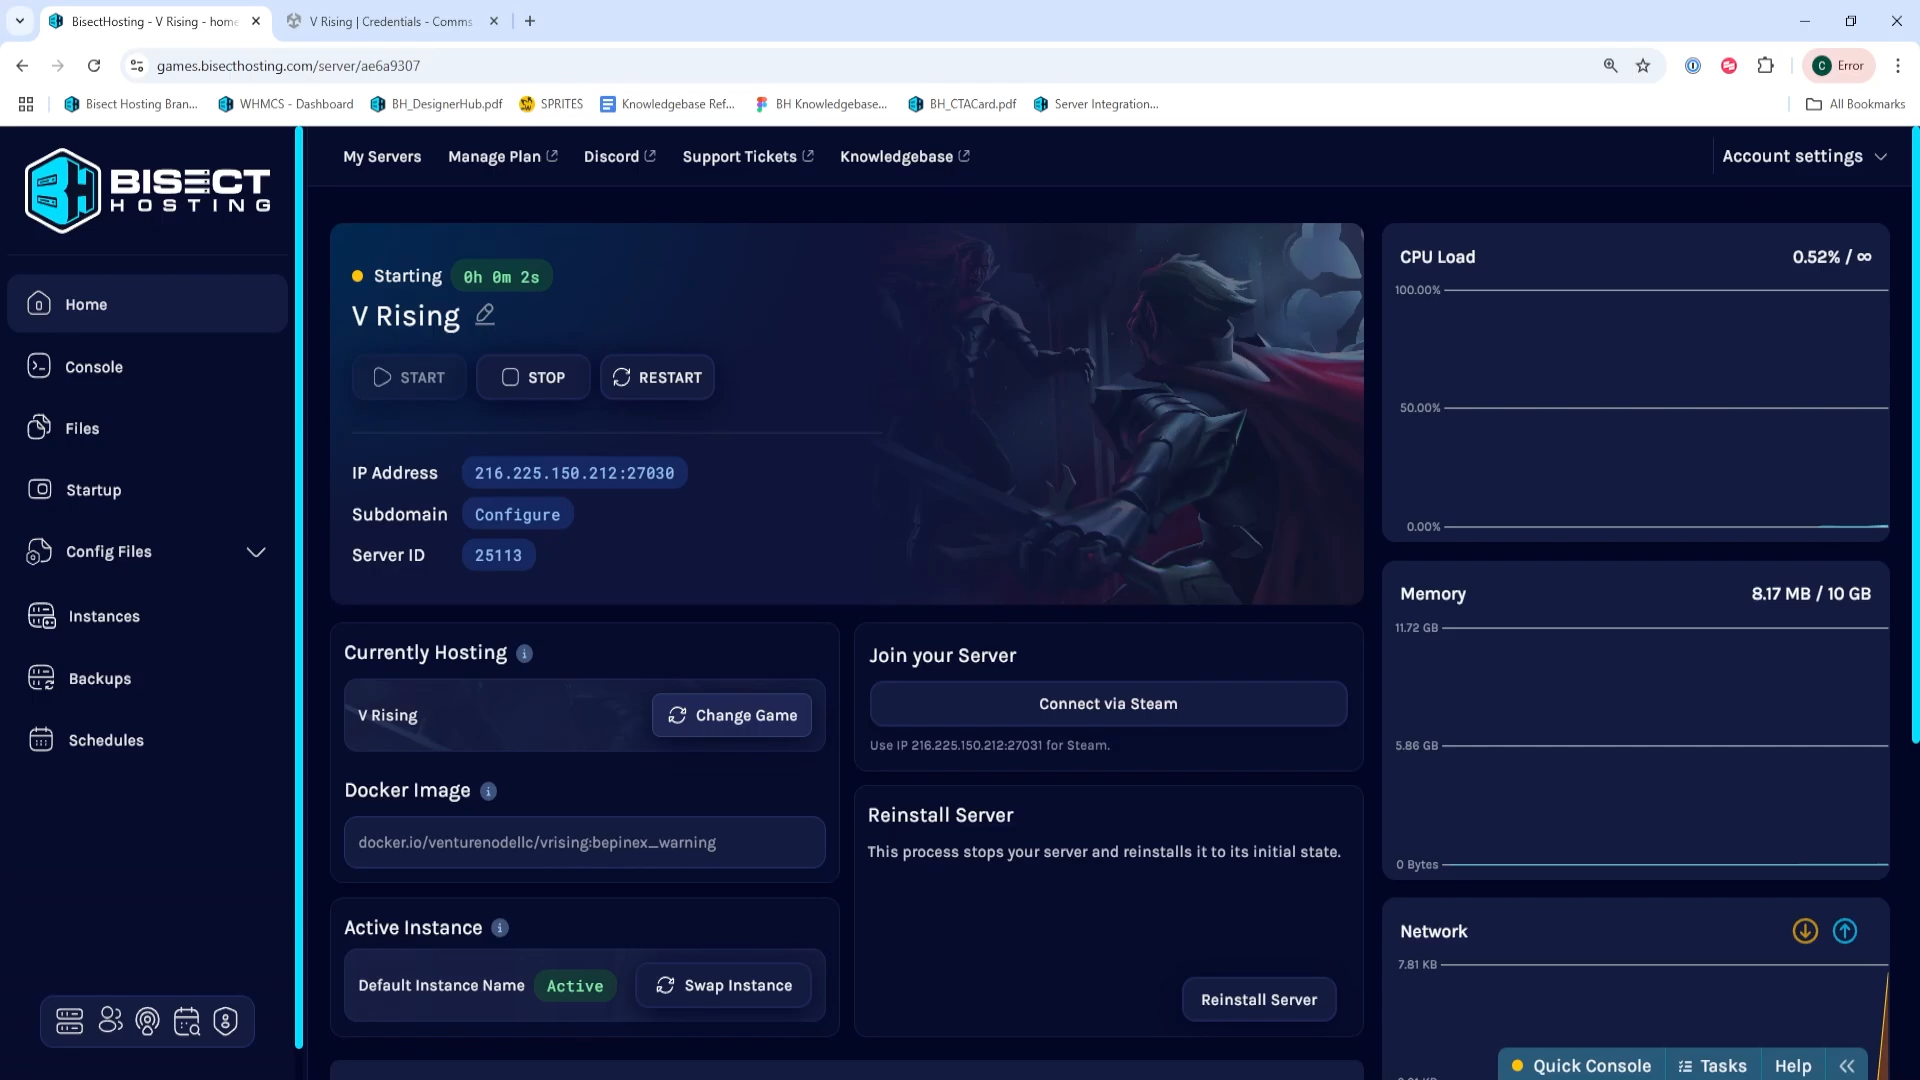 BisectHosting - V Rising - home
V Rising | Credentials - Comms
games.bisecthosting.com/server/ae6a9307
C Error
Bisect Hosting Bran...
WHMCS - Dashboard
BH_DesignerHub.pdf
SPRITES
Knowledgebase Ref...
BH Knowledgebase...
BH_CTACard.pdf
Server Integration...
All Bookmarks
BISECT
HOSTING
My Servers
Manage Plan
Discord
Support Tickets
Knowledgebase
Account settings
Home
Console
Files
Startup
Config Files
Instances
Backups
Schedules
Starting 0h 0m 2s
V Rising
START
STOP
RESTART
IP Address 216.225.150.212:27030
Subdomain Configure
Server ID 25113
Currently Hosting
V Rising
Change Game
Docker Image
docker.io/venturenodellc/vrising:bepinex_warning
Active Instance
Default Instance Name Active
Swap Instance
Join your Server
Connect via Steam
Use IP 216.225.150.212:27031 for Steam.
Reinstall Server
This process stops your server and reinstalls it to its initial state.
Reinstall Server
CPU Load 0.52% / ∞
100.00%
50.00%
0.00%
Memory 8.17 MB / 10 GB
11.72 GB
5.86 GB
0 Bytes
Network
7.81 KB
Quick Console
Tasks
Help